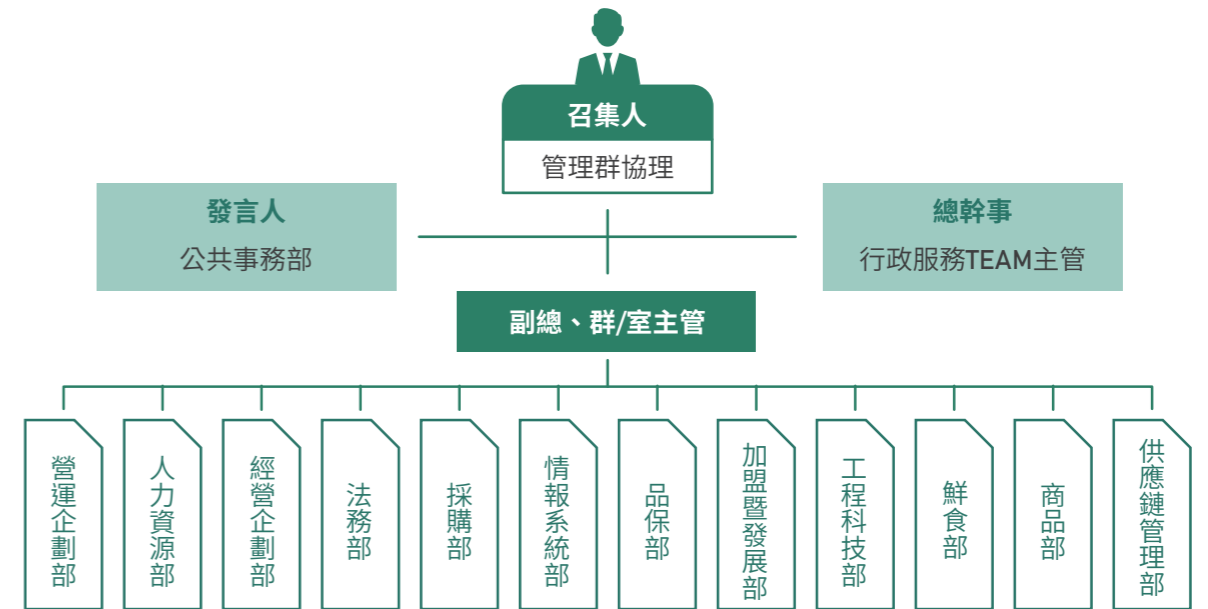 召集人
管理群協理
發言人
公共事務部
總幹事
行政服務TEAM主管
副總、群/室主管
營運企劃部
人力資源部
經營企劃部
法務部
採購部
情報系統部
品保部
加盟暨發展部
工程科技部
鮮食部
商品部
供應鏈管理部